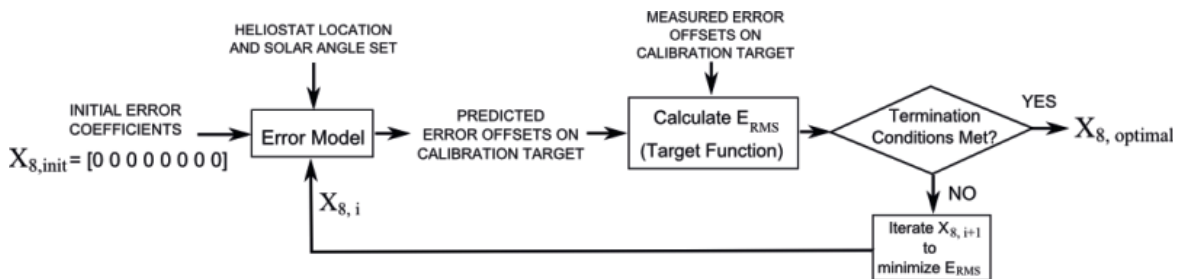 HELIOSTAT LOCATION
AND SOLAR ANGLE SET
MEASURED ERROR
OFFSETS ON
CALIBRATION TARGET
INITIAL ERROR
COEFFICIENTS
X8,init = [0 0 0 0 0 0 0 0]
Error Model
PREDICTED
ERROR OFFSETS ON
CALIBRATION TARGET
Calculate ERMS
(Target Function)
Termination
Conditions Met?
YES
X8, optimal
NO
X8, i
Iterate X8, i+1
to
minimize ERMS